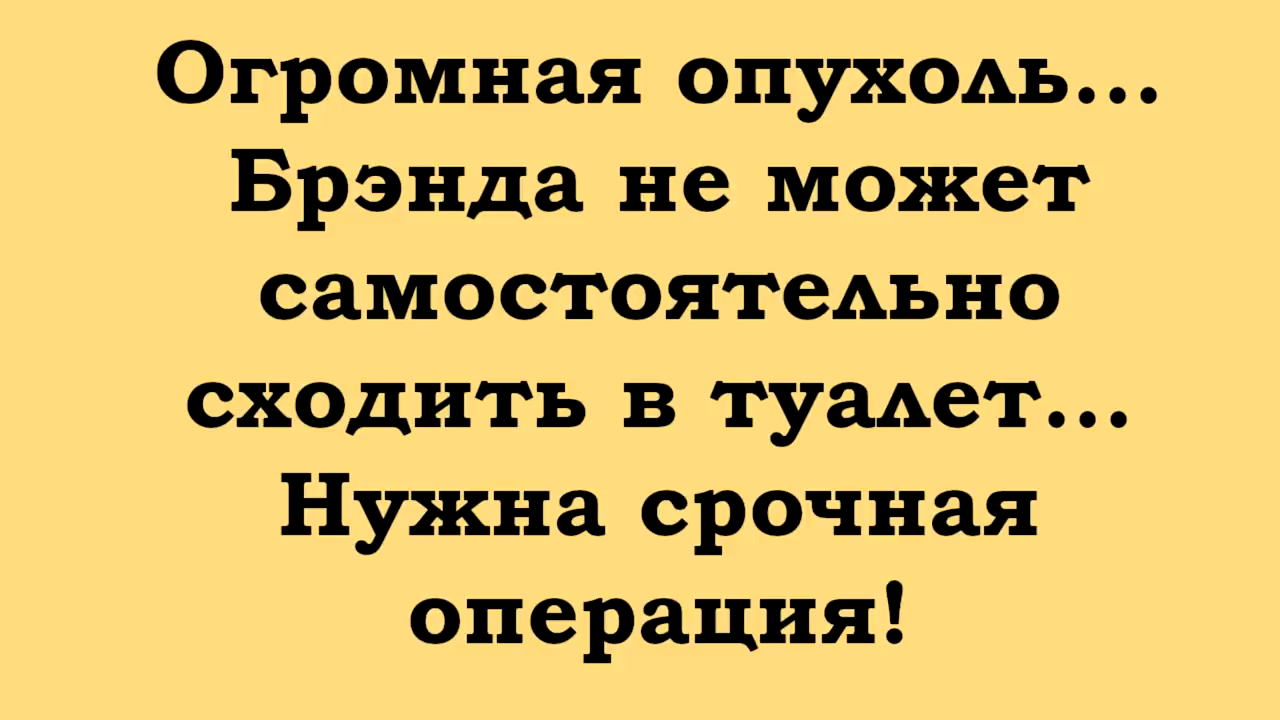 Огромная опухоль...
Брэнда не может
самостоятельно
сходить в туалет...
Нужна срочная
операция!